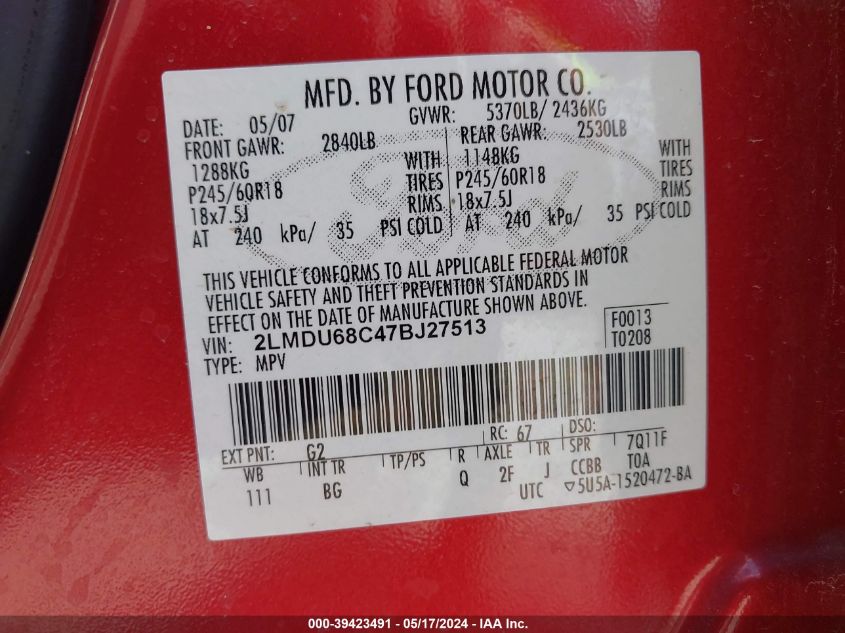 MFD. BY FORD MOTOR CO.
DATE: 05/07 GVWR: 5370LB/ 2436KG
FRONT GAWR: 2840LB REAR GAWR: 2530LB
1288KG WITH 1148KG WITH
P245/60R18 TIRES P245/60R18 TIRES
18x7.5J RIMS 18x7.5J RIMS
AT 240 kPa/ 35 PSI COLD AT 240 kPa/ 35 PSI COLD
Ford
THIS VEHICLE CONFORMS TO ALL APPLICABLE FEDERAL MOTOR
VEHICLE SAFETY AND THEFT PREVENTION STANDARDS IN
EFFECT ON THE DATE OF MANUFACTURE SHOWN ABOVE.
VIN: 2LMDU68C47BJ27513 F0013
TYPE: MPV T0208
EXT PNT: G2 RC: 67 DSO:
WB INT TR TP/PS R AXLE TR SPR 7Q11F
111 BG Q 2F J CCBB T0A
UTC ▽5U5A-1520472-BA
000-39423491 - 05/17/2024 - IAA Inc.